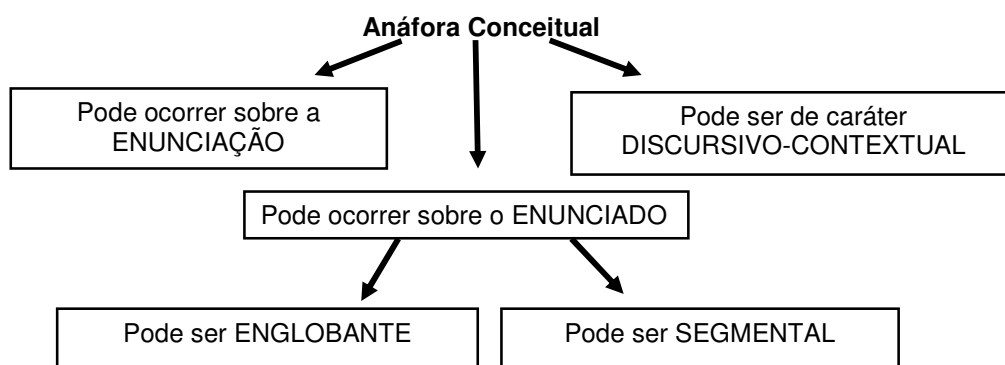 Anáfora Conceitual
Pode ocorrer sobre a
ENUNCIAÇÃO
Pode ser de caráter
DISCURSIVO-CONTEXTUAL
Pode ocorrer sobre o ENUNCIADO
Pode ser ENGLOBANTE
Pode ser SEGMENTAL